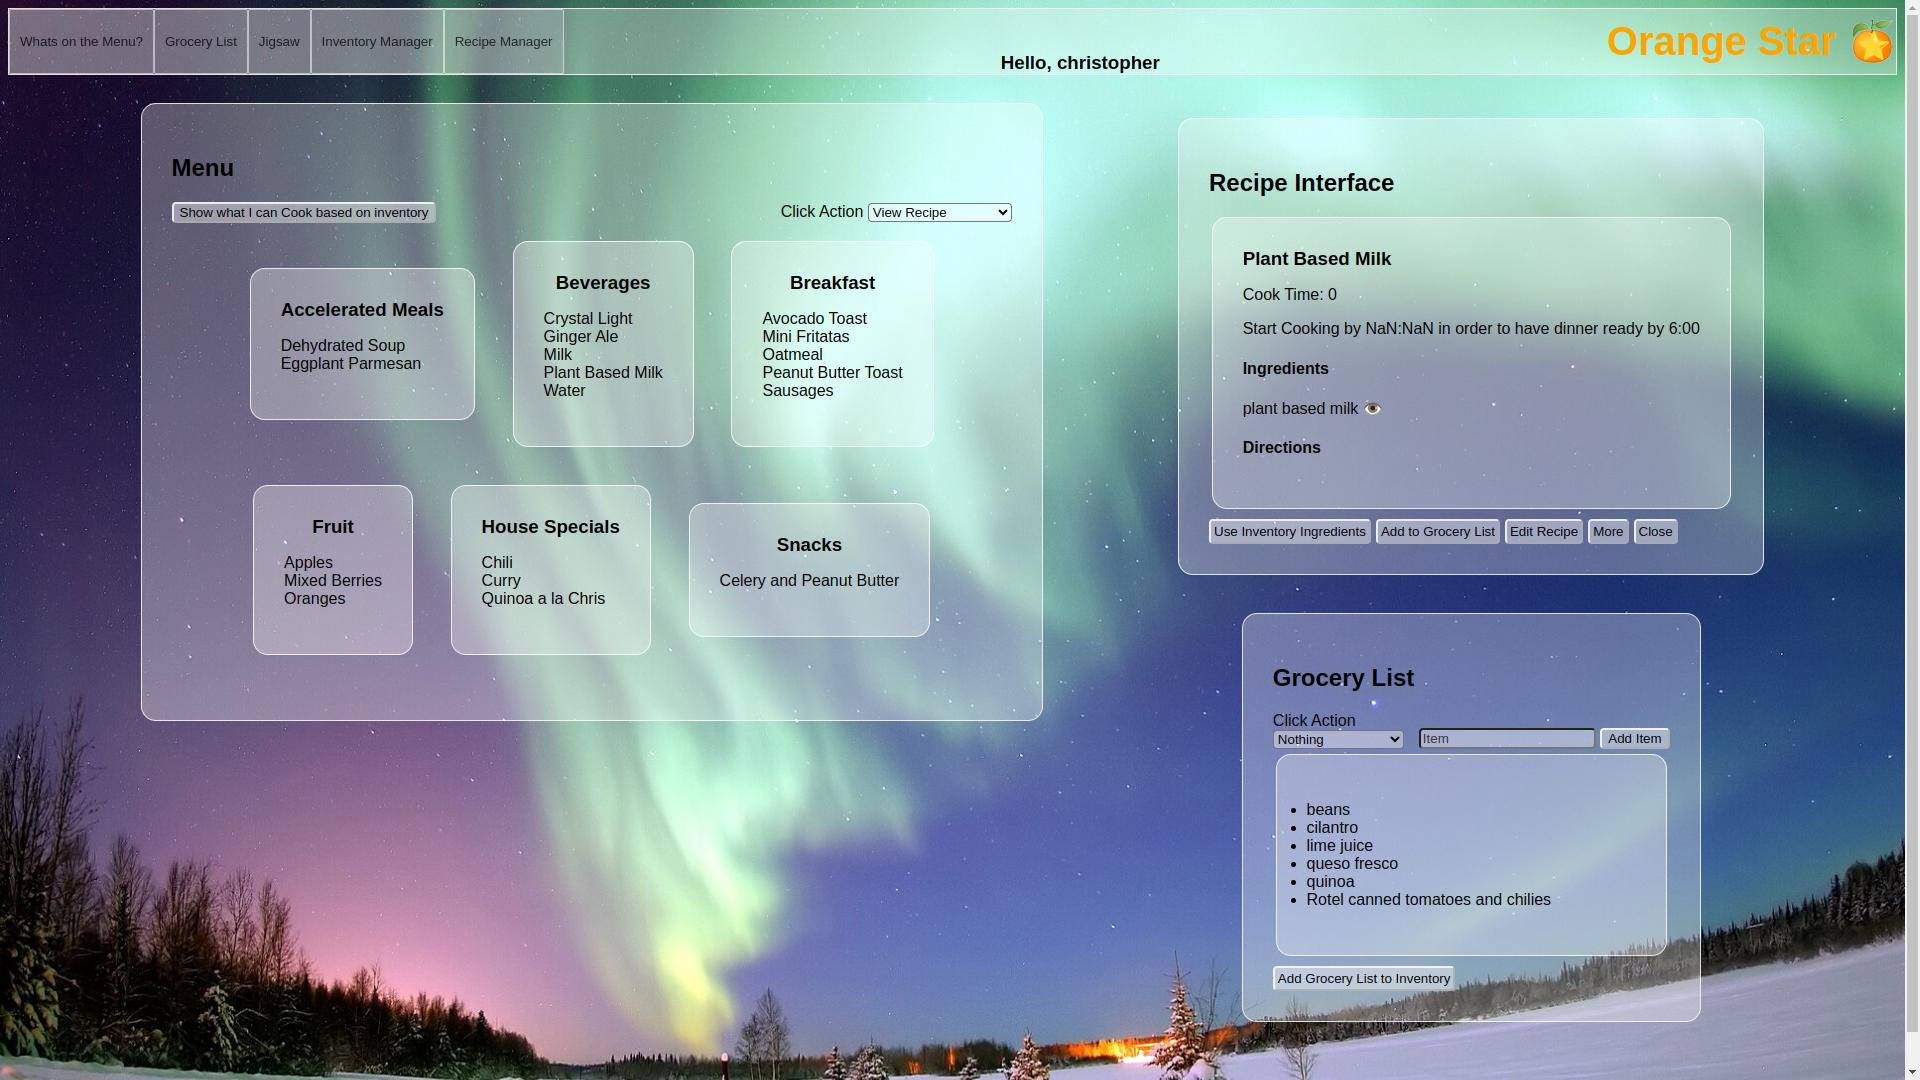 Whats on the Menu? Grocery List Jigsaw Inventory Manager Recipe Manager
Hello, christopher
Orange Star
Menu
Show what I can Cook based on inventory
Click Action View Recipe
Accelerated Meals
Dehydrated Soup
Eggplant Parmesan
Beverages
Crystal Light
Ginger Ale
Milk
Plant Based Milk
Water
Breakfast
Avocado Toast
Mini Fritatas
Oatmeal
Peanut Butter Toast
Sausages
Fruit
Apples
Mixed Berries
Oranges
House Specials
Chili
Curry
Quinoa a la Chris
Snacks
Celery and Peanut Butter
Recipe Interface
Plant Based Milk
Cook Time: 0
Start Cooking by NaN:NaN in order to have dinner ready by 6:00
Ingredients
plant based milk
Directions
Use Inventory Ingredients Add to Grocery List Edit Recipe More Close
Grocery List
Click Action
Nothing Item Add Item
beans
cilantro
lime juice
queso fresco
quinoa
Rotel canned tomatoes and chilies
Add Grocery List to Inventory